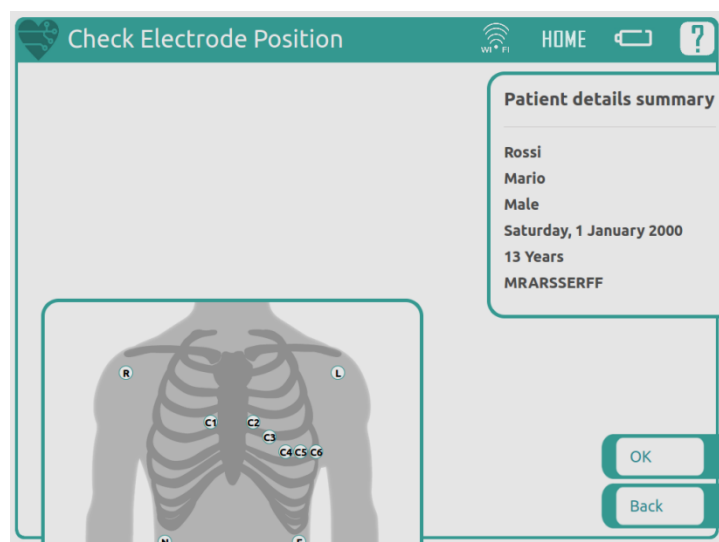 Check Electrode Position
WI FI
HOME
?
Patient details summary
Rossi
Mario
Male
Saturday, 1 January 2000
13 Years
MRARSSERFF
R
L
C1
C2
C3
C4
C5
C6
N
F
OK
Back